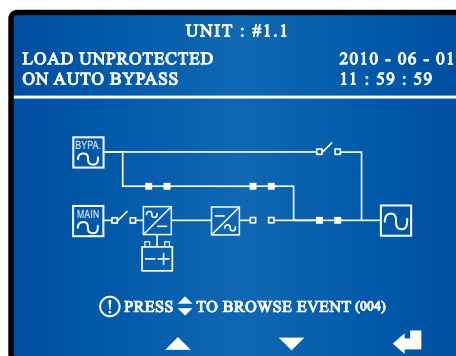 UNIT : #1.1
LOAD UNPROTECTED
2010 - 06 - 01
ON AUTO BYPASS
11 : 59 : 59
BYPA.
MAIN
PRESS TO BROWSE EVENT (004)